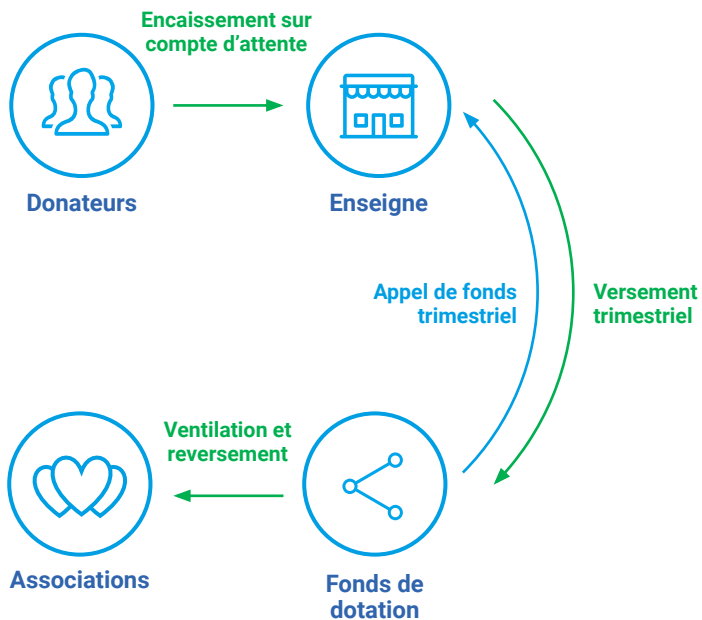 Encaissement sur
compte d’attente
Donateurs
Enseigne
Appel de fonds
trimestriel
Versement
trimestriel
Ventilation et
reversement
Associations
Fonds de
dotation